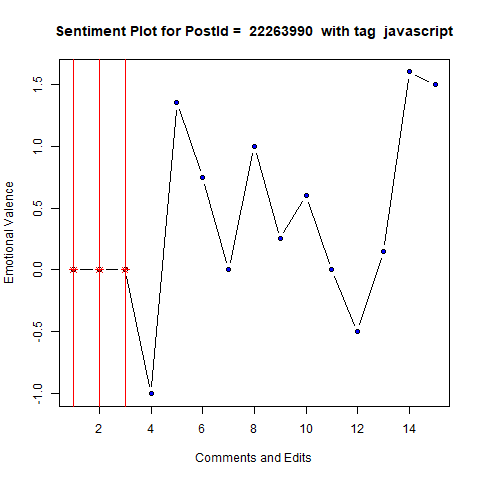 Sentiment Plot for PostId =  22263990  with tag  javascript
1.5
1.0
0.5
0.0
-0.5
-1.0
Emotional Valence
2 4 6 8 10 12 14
Comments and Edits